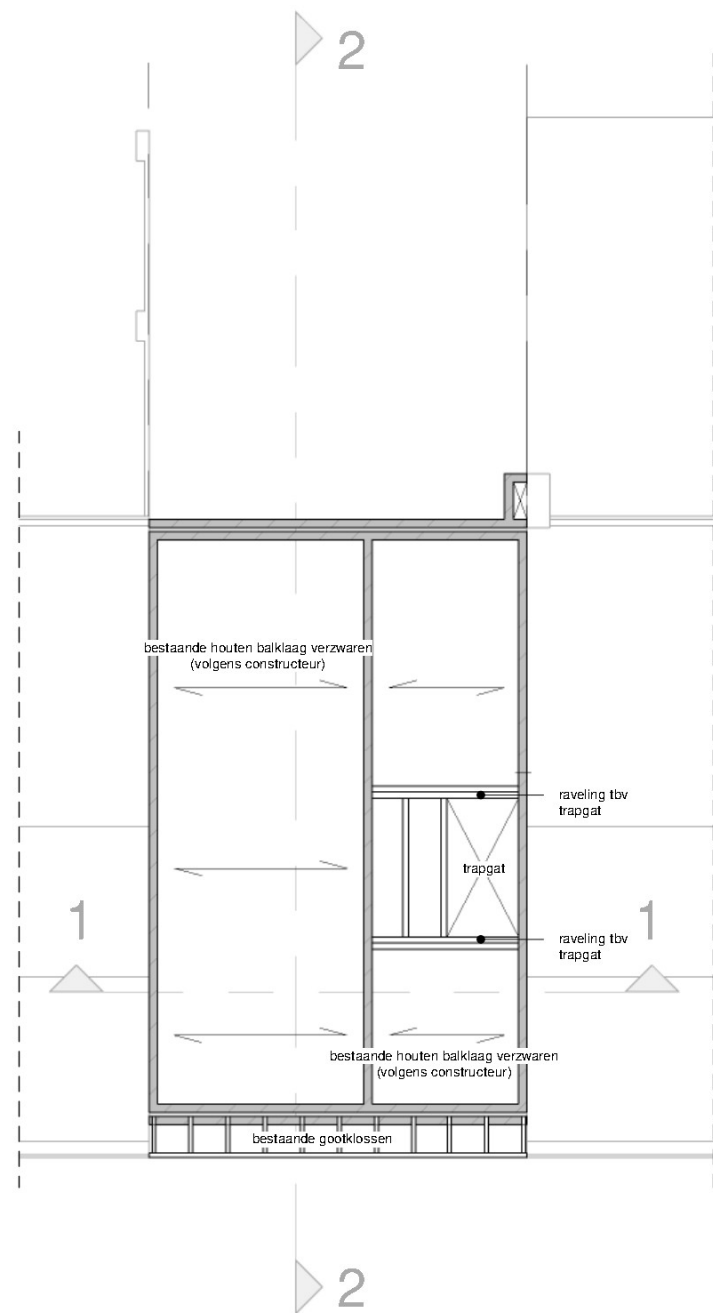 2
bestaande houten balklaag verzwaren
(volgens constructeur)
raveling tbv
trapgat
trapgat
1
1
raveling tbv
trapgat
bestaande houten balklaag verzwaren
(volgens constructeur)
bestaande gootklossen
2